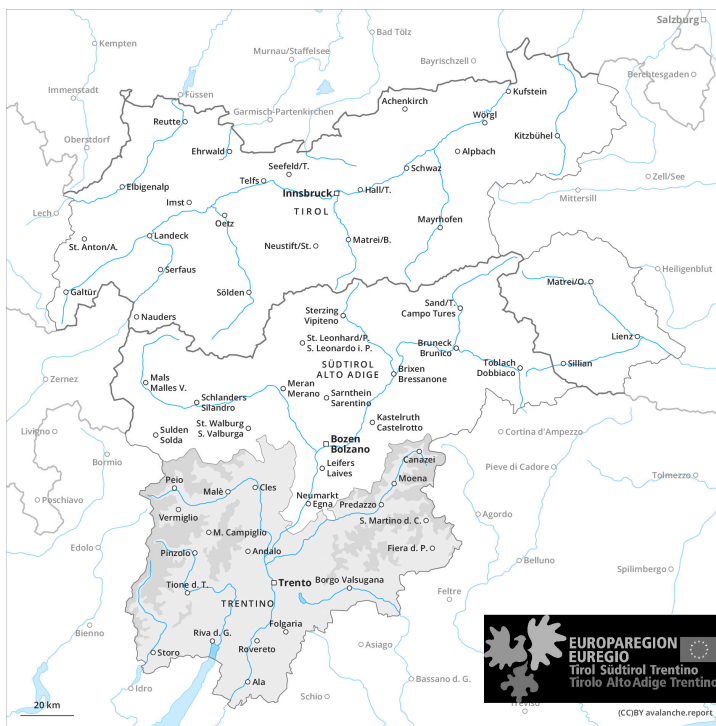 Salzburg
Kempten
Bad Tölz
Murnau/Staffelsee
Bayrischzell
Berchtesgaden
Immenstadt
Füssen
Garmisch-Partenkirchen
Achenkirch
Kufstein
Reutte
Wörgl
Oberstdorf
Kitzbühel
Ehrwald
Alpbach
Seefeld/T.
Schwaz
Zell/See
Telfs
Elbigenalp
Innsbruck
Hall/T.
Mittersill
Imst
TIROL
Lech
Oetz
Mayrhofen
Landeck
St. Anton/A.
Neustift/St.
Matrei/B.
Serfaus
Heiligenblut
Matrei/O.
Galtür
Sölden
Sand/T.
Campo Tures
Nauders
Sterzing
Vipiteno
St. Leonhard/P.
S. Leonardo i. P.
Bruneck
Brunico
Lienz
SÜDTIROL
ALTO ADIGE
Toblach
Dobbiaco
Sillian
Brixen
Bressanone
Zernez
Mals
Malles V.
Meran
Merano
Schlanders
Silandro
Sarnthein
Sarentino
St. Walburg
S. Valburga
Kastelruth
Castelrotto
Livigno
Sulden
Solda
Cortina d'Ampezzo
Bozen
Bolzano
Bormio
Canazei
Leifers
Laives
Pieve di Cadore
Tolmezzo
Peio
Malè
Cles
Moena
Poschiavo
Neumarkt
Egna
Predazzo
Vermiglio
Agordo
S. Martino d. C.
M. Campiglio
Edolo
Pinzolo
Andalo
Fiera d. P.
Belluno
Spilimbergo
Tione d. T.
Trento
Borgo Valsugana
Feltre
TRENTINO
Bienno
Riva d. G.
Folgaria
Rovereto
Asiago
Storo
Idro
Ala
Schio
Bassano d. G.
EUROPAREGION
EUREGIO
Tirol Südtirol Trentino
Tirolo Alto Adige Trentino
Treviso
20 km
(CC)BY avalanche.report